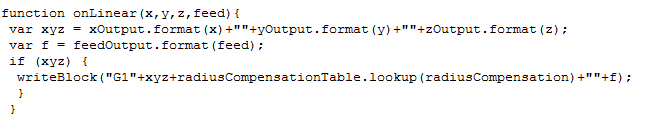 function onLinear(x,y,z,feed){
var xyz = xOutput.format(x)+""+yOutput.format(y)+""+zOutput.format(z);
var f = feedOutput.format(feed);
if (xyz) {
writeBlock("G1"+xyz+radiusCompensationTable.lookup(radiusCompensation)+""+f);
}
}